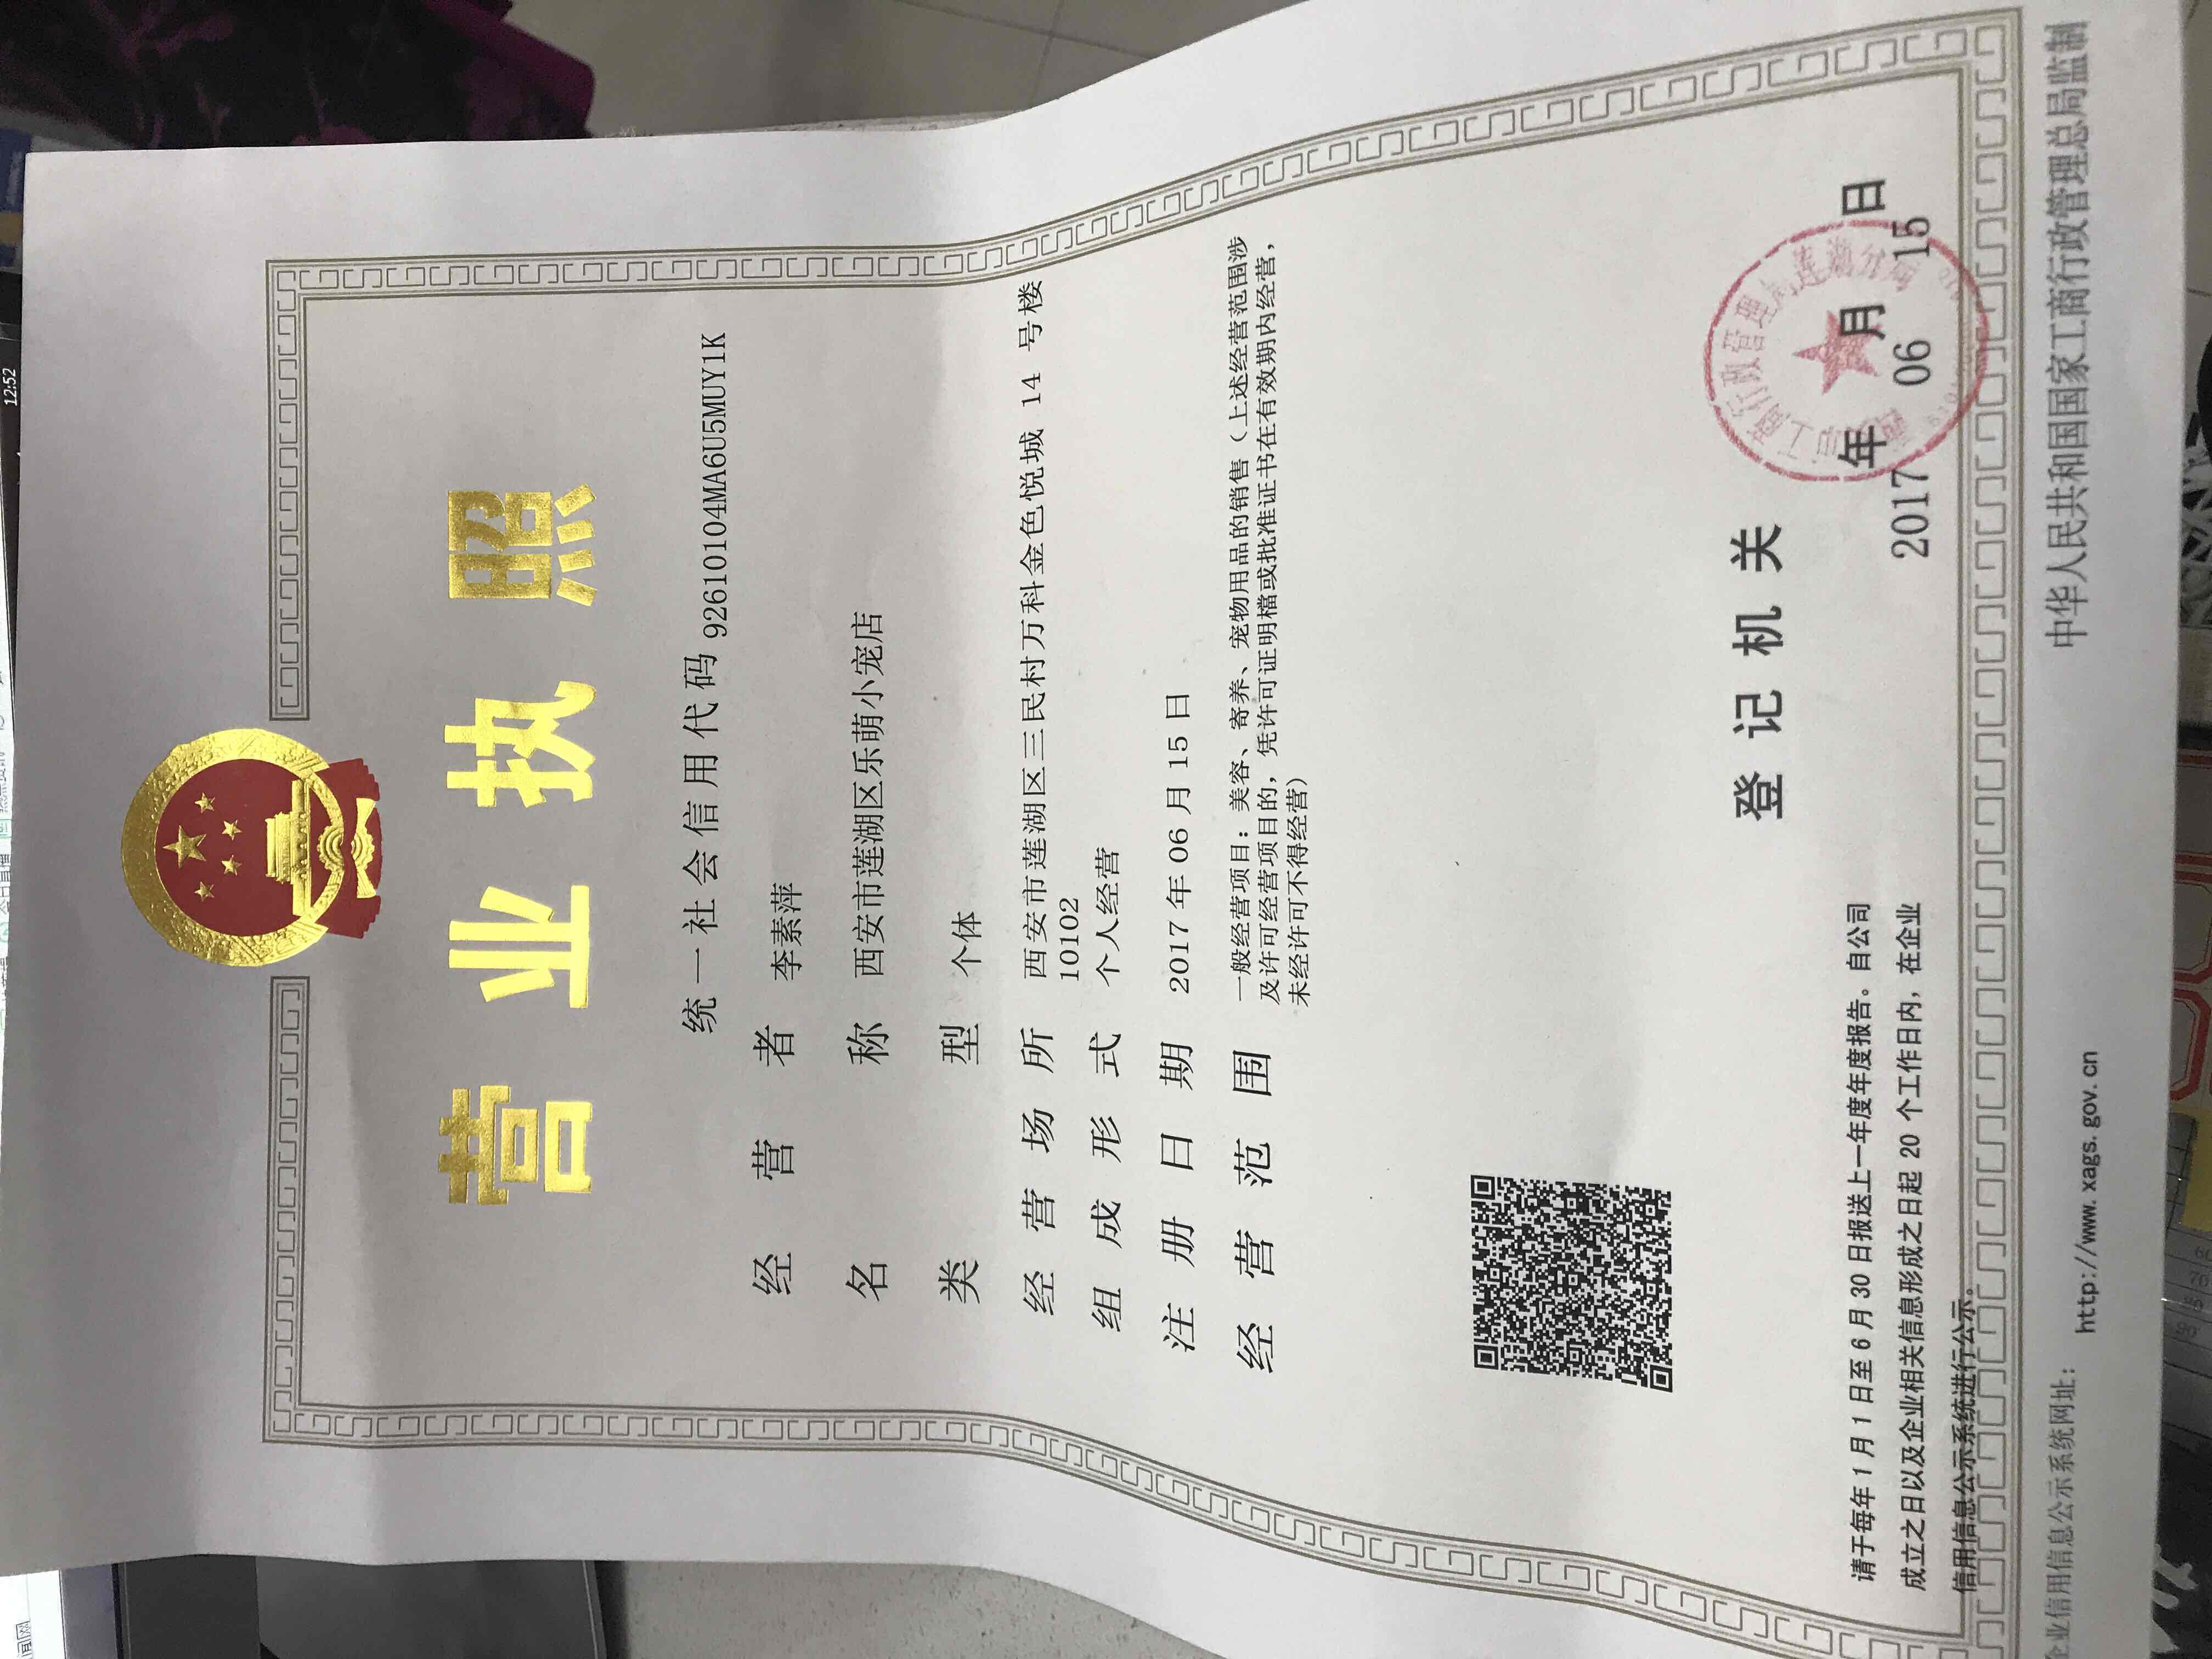 闻网
12:52
营业执照
统一社会信用代码 92610104MA6U5MUY1K
经营者 李素萍
名称 西安市莲湖区乐萌小宠店
类型 个体
经营场所 西安市莲湖区三民村万科金色悦城 14 号楼
10102
组成形式 个人经营
注册日期 2017 年 06 月 15 日
经营范围 一般经营项目：美容、寄养、宠物用品的销售（上述经营范围涉
及许可经营项目的，凭许可证明檔或批准证书在有效期内经营，
未经许可不得经营）
登记机关
工商行政管理局莲湖分局
年 月 日
2017 06 15
请于每年 1 月 1 日至 6 月 30 日报送上一年度年度报告。自公司
成立之日以及企业相关信息形成之日起 20 个工作日内，在企业
信用信息公示系统进行公示。
企业信用信息公示系统网址：
http://www.xags.gov.cn
中华人民共和国国家工商行政管理总局监制